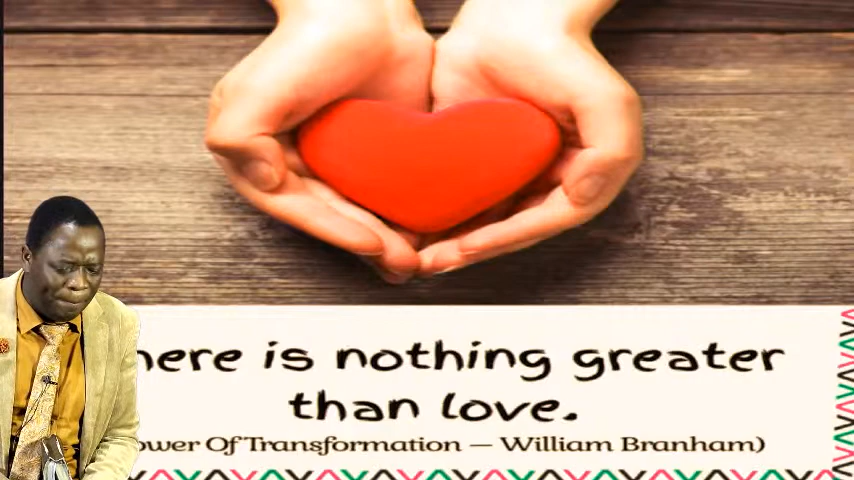 here is nothing greater
than love.
ower Of Transformation – William Branham)